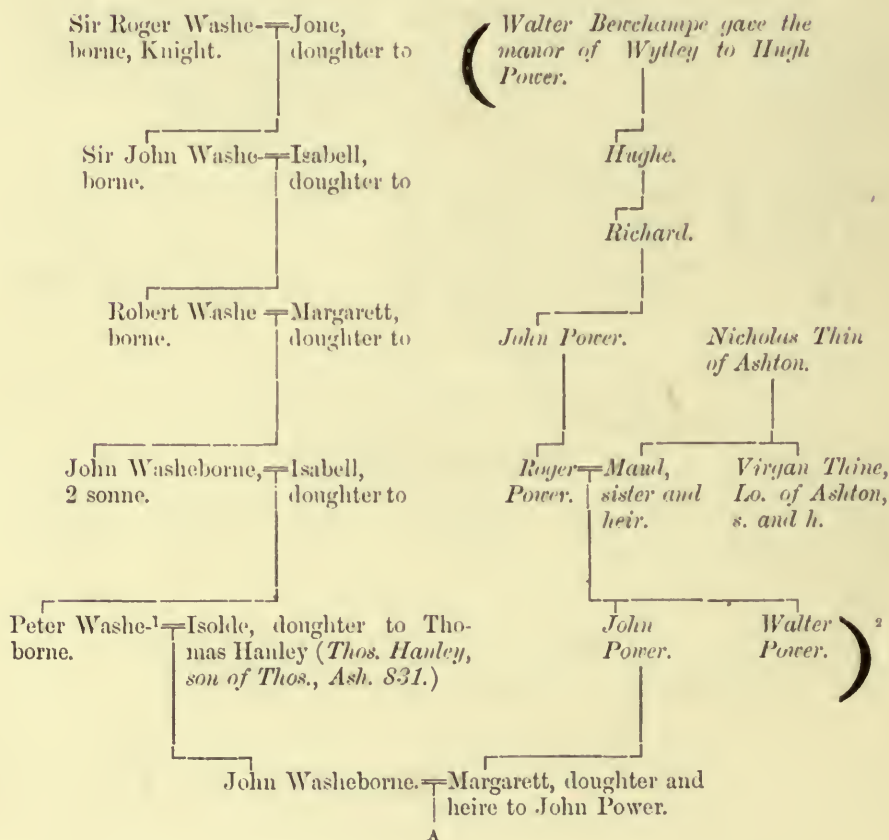 Sir Roger Washe-
borne, Knight.
Jone,
doughter to
Walter Bewchampe gave the
manor of Wytley to Hugh
Power.
Sir John Washe-
borne.
Isabell,
doughter to
Hughe.
Richard.
Robert Washe
borne.
Margarett,
doughter to
John Power.
Nicholas Thin
of Ashton.
John Washeborne,
2 sonne.
Isabell,
doughter to
Roger
Power.
Maud,
sister and
heir.
Virgan Thine,
Lo. of Ashton,
s. and h.
Peter Washe-¹
borne.
Isolde, doughter to Tho-
mas Hanley (Thos. Hanley,
son of Thos., Ash. 831.)
John
Power.
Walter
Power.
²
John Washeborne.
Margarett, doughter and
heire to John Power.
A